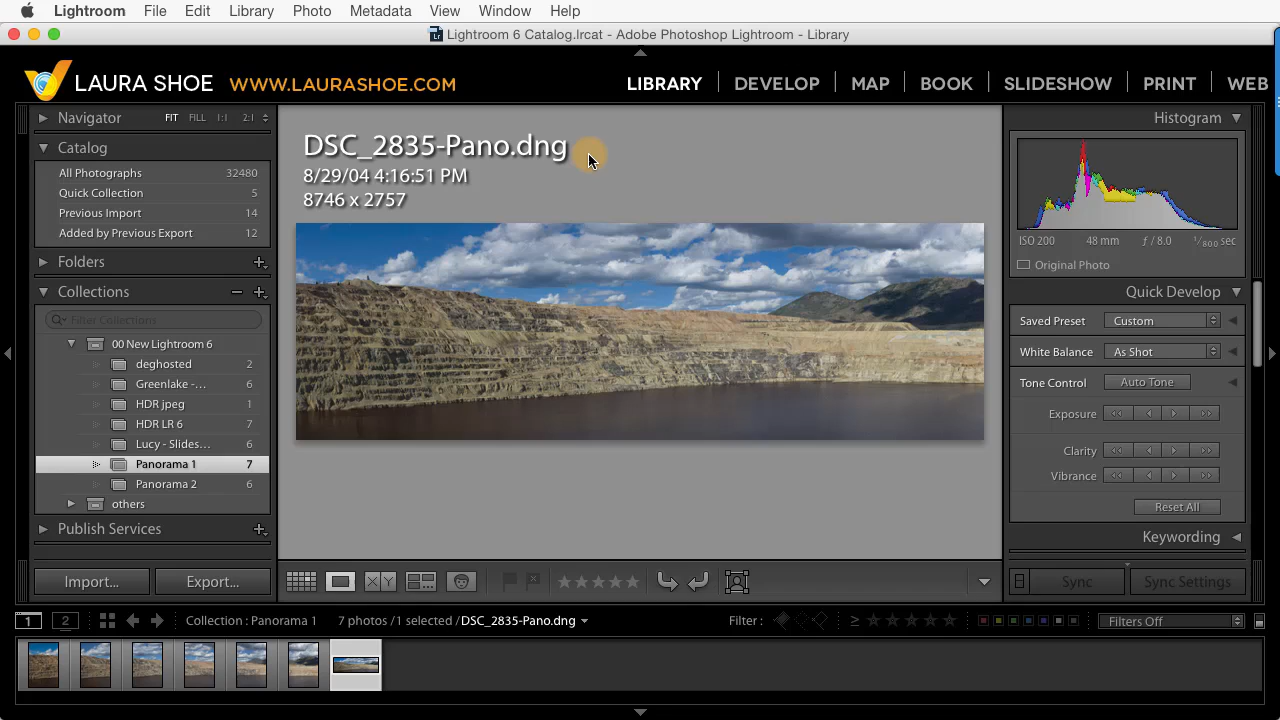 Lightroom File Edit Library Photo Metadata View Window Help
Lr Lightroom 6 Catalog.lrcat - Adobe Photoshop Lightroom - Library
LAURA SHOE WWW.LAURASHOE.COM
LIBRARY DEVELOP MAP BOOK SLIDESHOW PRINT WEB
Navigator FIT FILL 1:1 2:1
Catalog
All Photographs 32480
Quick Collection 5
Previous Import 14
Added by Previous Export 12
Folders
Collections
Filter Collections
00 New Lightroom 6
deghosted 2
Greenlake -... 6
HDR jpeg 1
HDR LR 6 7
Lucy - Slides... 6
Panorama 1 7
Panorama 2 6
others
Publish Services
Import... Export...
DSC_2835-Pano.dng
8/29/04 4:16:51 PM
8746 x 2757
Histogram
ISO 200 48 mm ƒ / 8.0 1/800 sec
Original Photo
Quick Develop
Saved Preset Custom
White Balance As Shot
Tone Control Auto Tone
Exposure
Clarity
Vibrance
Reset All
Keywording
X Y
Sync Sync Settings
1 2 Collection : Panorama 1 7 photos / 1 selected / DSC_2835-Pano.dng Filter : ≥ Filters Off